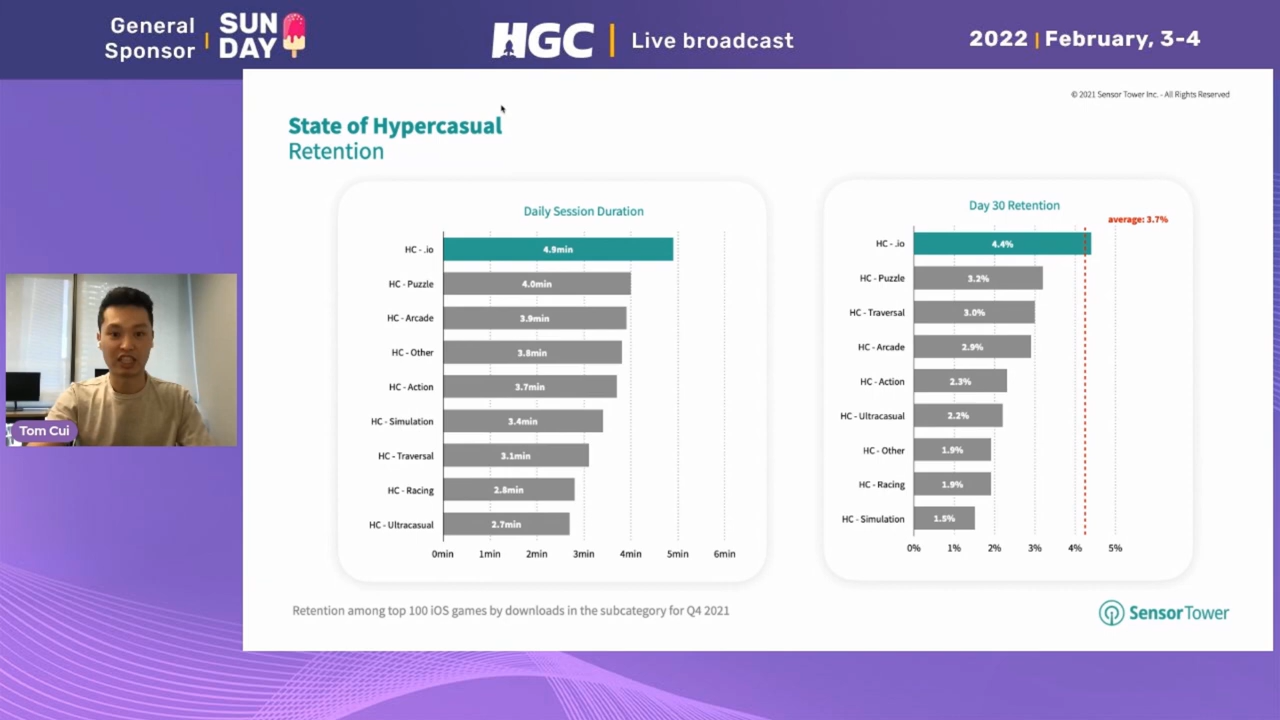 General
Sponsor
SUN
DAY
HGC
Live broadcast
2022 | February, 3-4
© 2021 Sensor Tower Inc. - All Rights Reserved
State of Hypercasual
Retention
Daily Session Duration
HC - .io
4.9min
HC - Puzzle
4.0min
HC - Arcade
3.9min
HC - Other
3.8min
HC - Action
3.7min
HC - Simulation
3.4min
HC - Traversal
3.1min
HC - Racing
2.8min
HC - Ultracasual
2.7min
0min 1min 2min 3min 4min 5min 6min
Day 30 Retention
average: 3.7%
HC - .io
4.4%
HC - Puzzle
3.2%
HC - Traversal
3.0%
HC - Arcade
2.9%
HC - Action
2.3%
HC - Ultracasual
2.2%
HC - Other
1.9%
HC - Racing
1.9%
HC - Simulation
1.5%
0% 1% 2% 3% 4% 5%
Tom Cui
Retention among top 100 iOS games by downloads in the subcategory for Q4 2021
SensorTower